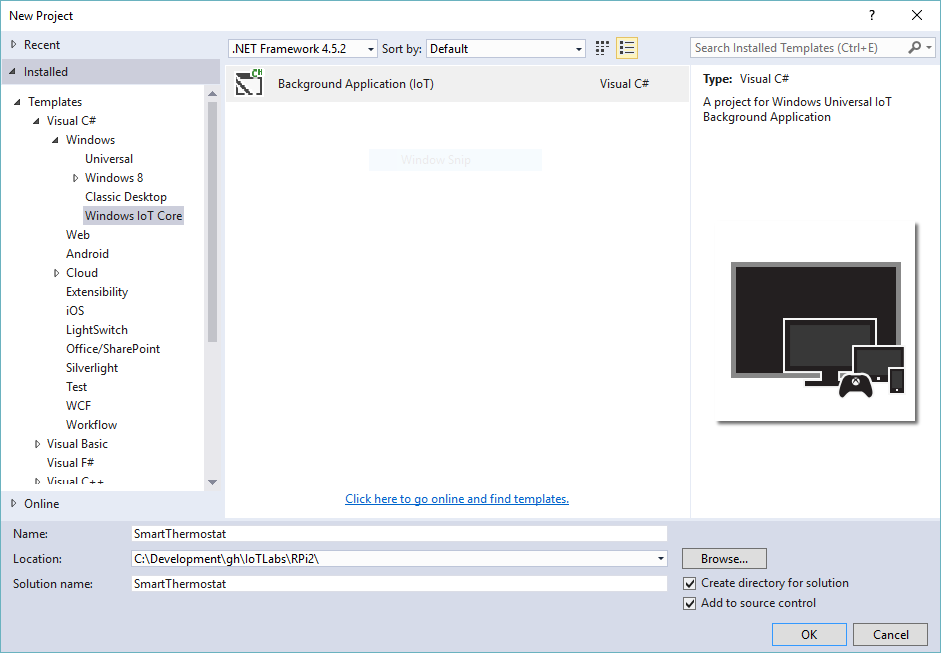 New Project
?
Recent
.NET Framework 4.5.2
Sort by:
Default
Search Installed Templates (Ctrl+E)
Installed
Templates
Visual C#
Windows
Universal
Windows 8
Classic Desktop
Windows IoT Core
Web
Android
Cloud
Extensibility
iOS
LightSwitch
Office/SharePoint
Silverlight
Test
WCF
Workflow
Visual Basic
Visual F#
Visual C++
Online
C#
Background Application (IoT)
Visual C#
Window Snip
Click here to go online and find templates.
Type: Visual C#
A project for Windows Universal IoT
Background Application
Name:
SmartThermostat
Location:
C:\Development\gh\IoTLabs\RPi2\
Browse...
Solution name:
SmartThermostat
Create directory for solution
Add to source control
OK
Cancel